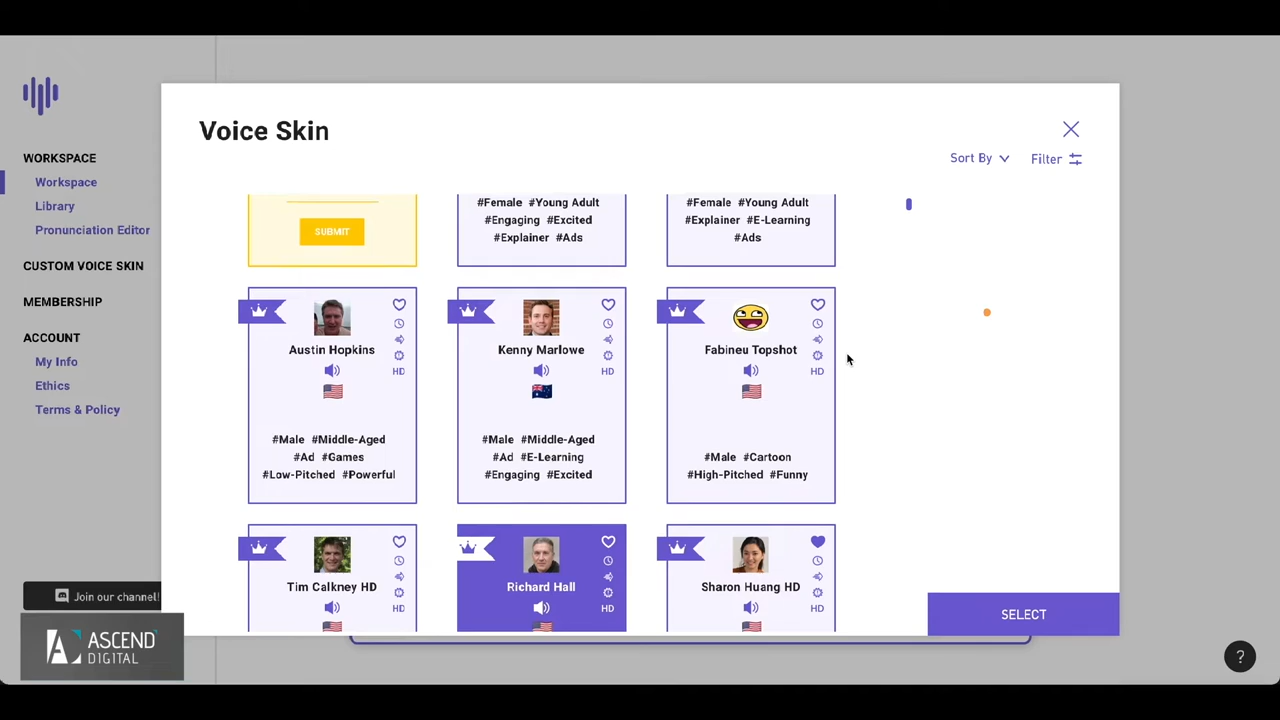 Voice Skin
Sort By
Filter
WORKSPACE
Workspace
Library
Pronunciation Editor
CUSTOM VOICE SKIN
MEMBERSHIP
ACCOUNT
My Info
Ethics
Terms & Policy
Join our channel!
ASCEND
DIGITAL
SUBMIT
#Female #Young Adult
#Engaging #Excited
#Explainer #Ads
#Female #Young Adult
#Explainer #E-Learning
#Ads
Austin Hopkins
HD
#Male #Middle-Aged
#Ad #Games
#Low-Pitched #Powerful
Kenny Marlowe
HD
#Male #Middle-Aged
#Ad #E-Learning
#Engaging #Excited
Fabineu Topshot
HD
#Male #Cartoon
#High-Pitched #Funny
Tim Calkney HD
HD
Richard Hall
HD
Sharon Huang HD
HD
SELECT
?